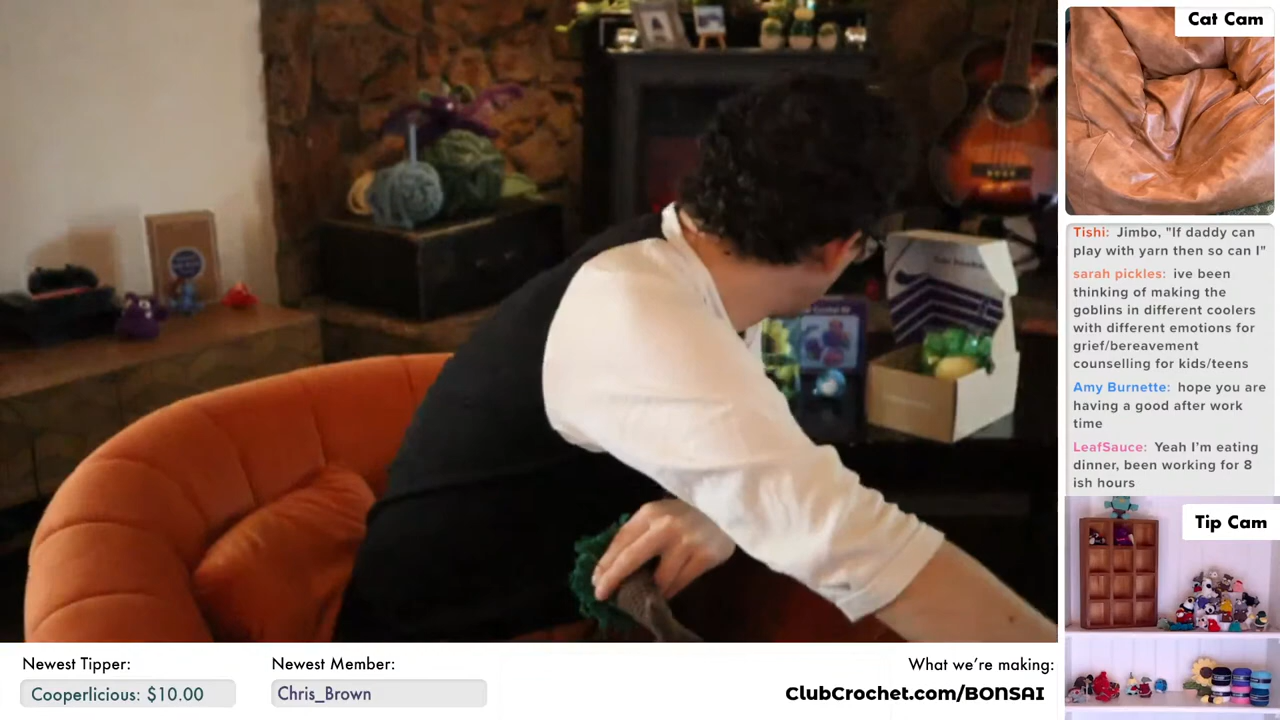 Cat Cam
Tishi: Jimbo, "If daddy can
play with yarn then so can I"
sarah pickles: ive been
thinking of making the
goblins in different coolers
with different emotions for
grief/bereavement
counselling for kids/teens
Amy Burnette: hope you are
having a good after work
time
LeafSauce: Yeah I'm eating
dinner, been working for 8
ish hours
Tip Cam
A
Newest Tipper:
Cooperlicious: $10.00
Newest Member:
Chris_Brown
What we're making:
ClubCrochet.com/BONSAI